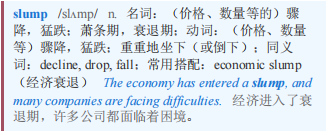 slump /slʌmp/ n. 名词：（价格、数量等的）骤
降，猛跌；萧条期，衰退期；动词：（价格、数量
等）骤降，猛跌；重重地坐下（或倒下）；同义
词：decline, drop, fall；常用搭配：economic slump
（经济衰退） The economy has entered a slump, and
many companies are facing difficulties. 经济进入了衰
退期，许多公司都面临着困境。